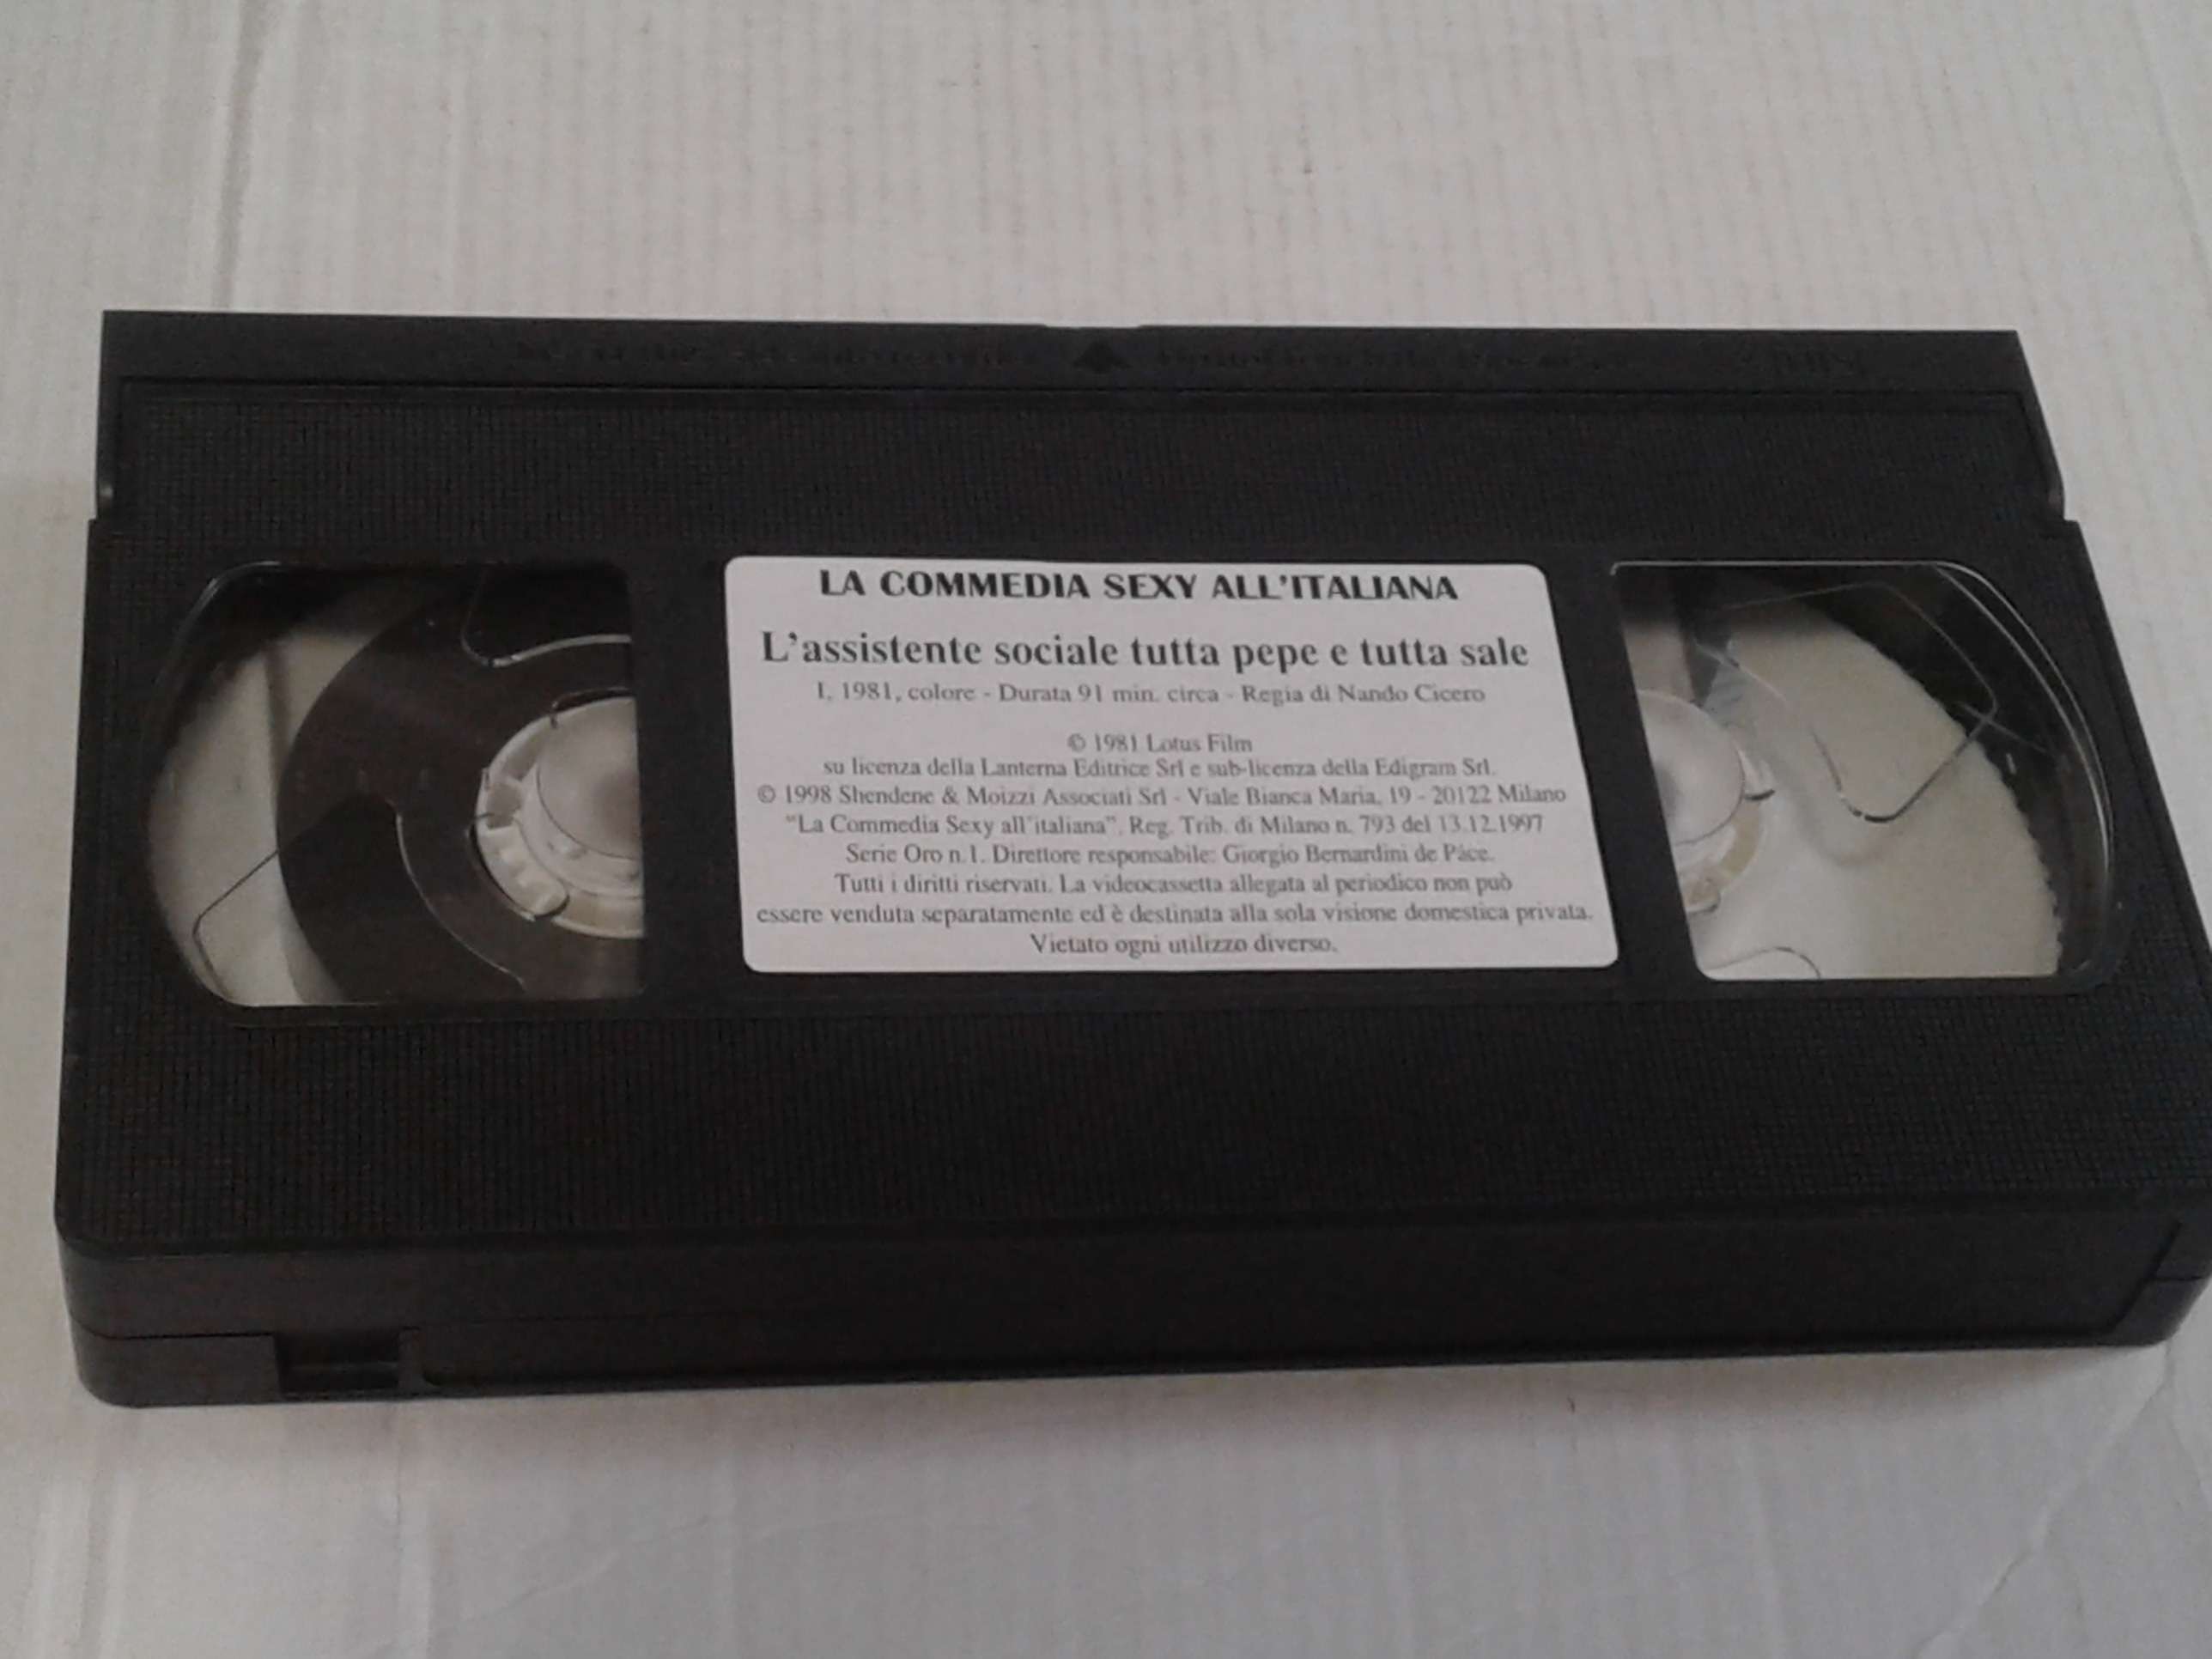 LA COMMEDIA SEXY ALL'ITALIANA
L'assistente sociale tutta pepe e tutta sale
I, 1981, colore - Durata 91 min. circa - Regia di Nando Cicero
© 1981 Lotus Film
su licenza della Lanterna Editrice Srl e sub-licenza della Edigram Srl.
© 1998 Shendene & Moizzi Associati Srl - Viale Bianca Maria, 19 - 20122 Milano
"La Commedia Sexy all'italiana", Reg. Trib. di Milano n. 793 del 13.12.1997
Serie Oro n.1. Direttore responsabile: Giorgio Bernardini de Pace.
Tutti i diritti riservati. La videocassetta allegata al periodico non può
essere venduta separatamente ed è destinata alla sola visione domestica privata.
Vietato ogni utilizzo diverso.